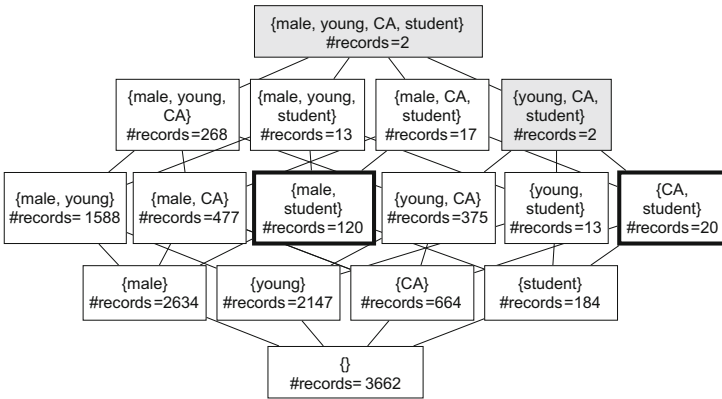 {male, young, CA, student}
#records=2
{male, young,
CA}
#records=268
{male, young,
student}
#records=13
{male, CA,
student}
#records=17
{young, CA,
student}
#records=2
{male, young}
#records= 1588
{male, CA}
#records=477
{male,
student}
#records=120
{young, CA}
#records=375
{young,
student}
#records=13
{CA,
student}
#records=20
{male}
#records=2634
{young}
#records=2147
{CA}
#records=664
{student}
#records=184
{}
#records= 3662